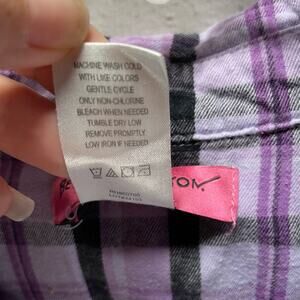 MACHINE WASH COLD
WITH LIKE COLORS
GENTLE CYCLE
ONLY NON-CHLORINE
BLEACH WHEN NEEDED
TUMBLE DRY LOW
REMOVE PROMPTLY
LOW IRON IF NEEDED